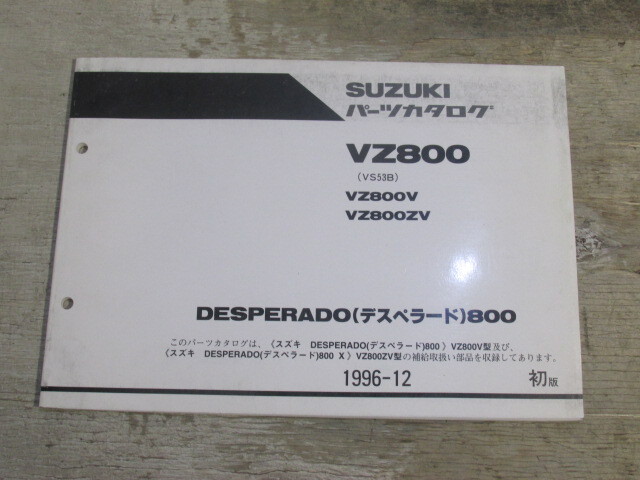 SUZUKI
パーツカタログ
VZ800
(VS53B)
VZ800V
VZ800ZV
DESPERADO(デスペラード)800
このパーツカタログは、《スズキ DESPERADO(デスペラード)800 》VZ800V型及び、
《スズキ DESPERADO(デスペラード)800 X 》VZ800ZV型の補給取扱い部品を収録してあります。
1996-12
初版